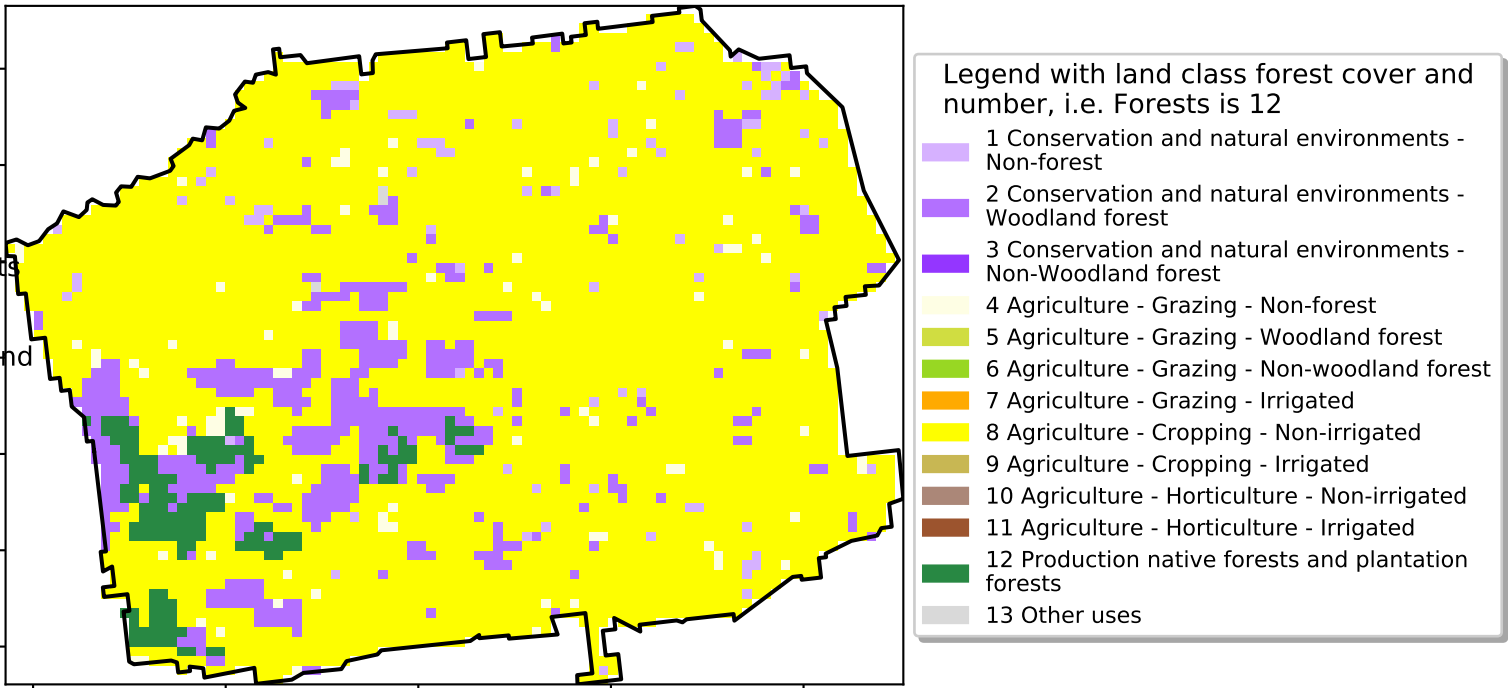 ts
nd
Legend with land class forest cover and
number, i.e. Forests is 12
1 Conservation and natural environments -
Non-forest
2 Conservation and natural environments -
Woodland forest
3 Conservation and natural environments -
Non-Woodland forest
4 Agriculture - Grazing - Non-forest
5 Agriculture - Grazing - Woodland forest
6 Agriculture - Grazing - Non-woodland forest
7 Agriculture - Grazing - Irrigated
8 Agriculture - Cropping - Non-irrigated
9 Agriculture - Cropping - Irrigated
10 Agriculture - Horticulture - Non-irrigated
11 Agriculture - Horticulture - Irrigated
12 Production native forests and plantation
forests
13 Other uses